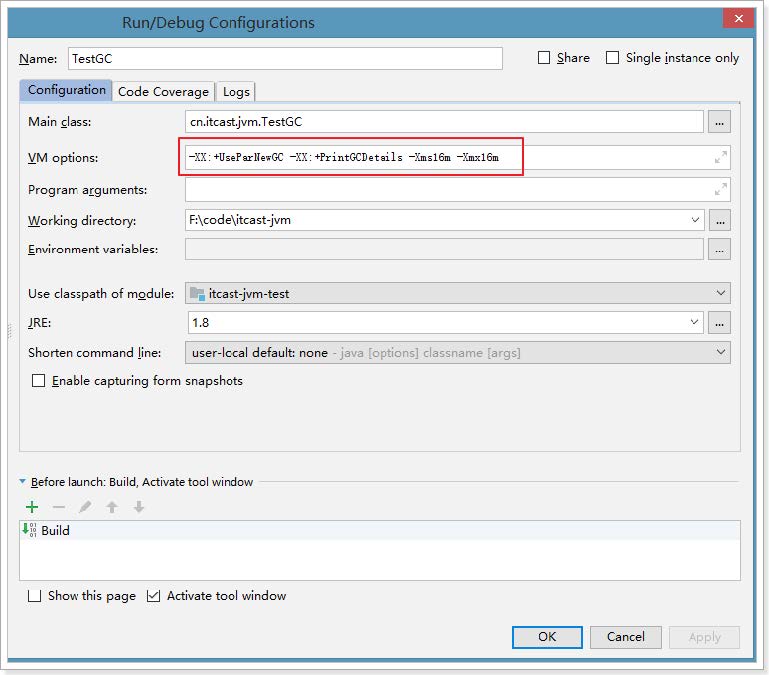 Run/Debug Configurations
Name: TestGC Share Single instance only
Configuration Code Coverage Logs
Main class: cn.itcast.jvm.TestGC ...
VM options: -XX:+UseParNewGC -XX:+PrintGCDetails -Xms16m -Xmx16m
Program arguments:
Working directory: F:\code\itcast-jvm ...
Environment variables: ...
Use classpath of module: itcast-jvm-test
JRE: 1.8 ...
Shorten command line: user-lccal default: none - java [options] classname [args]
Enable capturing form snapshots
Before launch: Build, Activate tool window
Build
Show this page Activate tool window
OK Cancel Apply